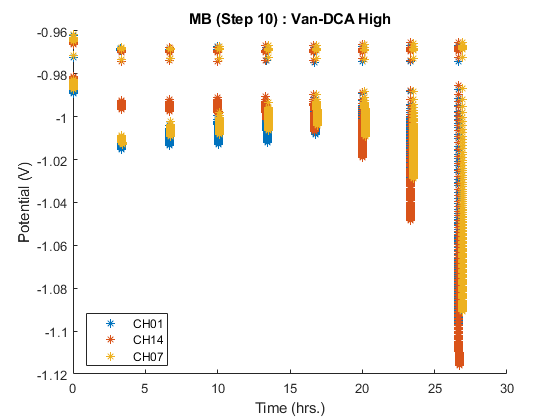 MB (Step 10) : Van-DCA High
-0.96
-0.98
-1
-1.02
-1.04
-1.06
-1.08
-1.1
-1.12
Potential (V)
CH01
CH14
CH07
0 5 10 15 20 25 30
Time (hrs.)